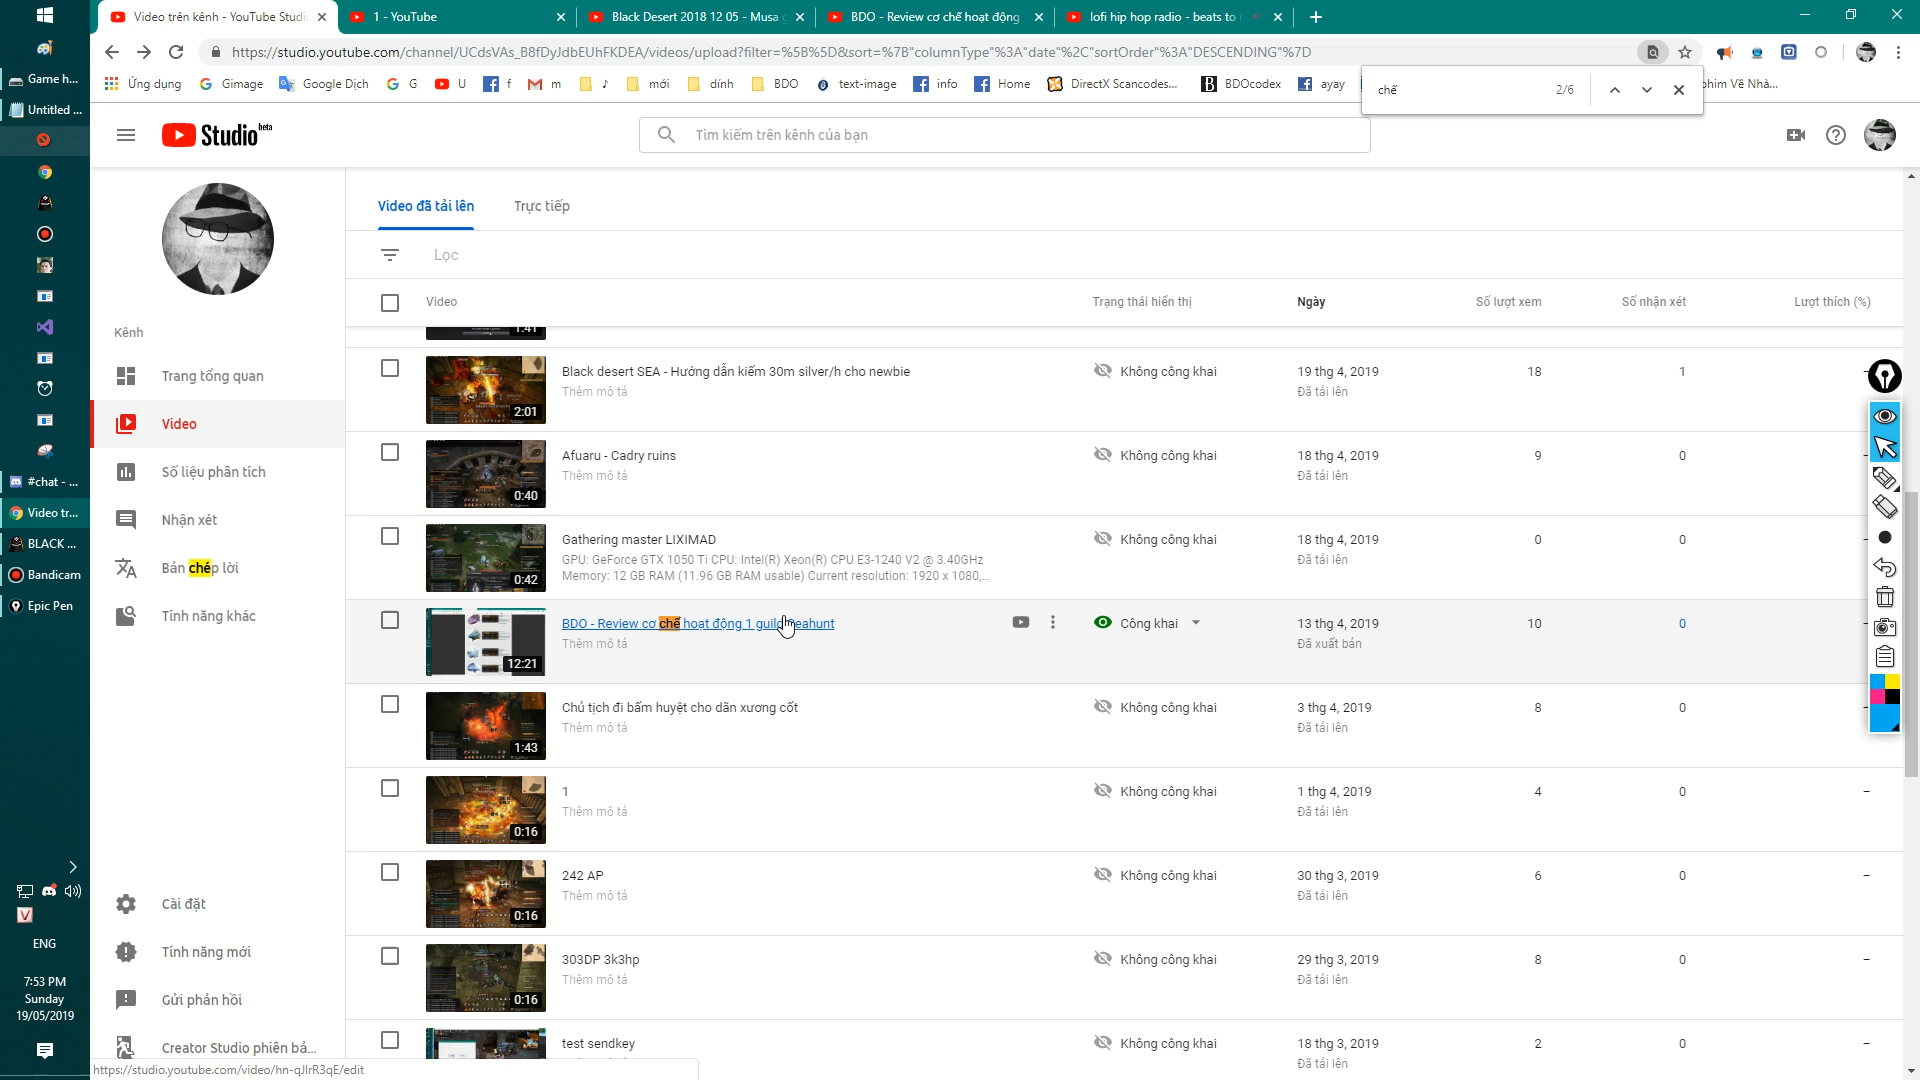 Video trên kênh - YouTube Studi
1 - YouTube
Black Desert 2018 12 05 - Musa
BDO - Review cơ chế hoạt động
lofi hip hop radio - beats to
https://studio.youtube.com/channel/UCdsVAs_B8fDyJdbEUhFKDEA/videos/upload?filter=%5B%5D&sort=%7B"columnType"%3A"date"%2C"sortOrder"%3A"DESCENDING"%7D
Ứng dụng
Gimage
Google Dịch
G
U
f
m
♪
mới
dính
BDO
text-image
info
Home
DirectX Scancodes...
BDOcodex
ayay
phim Về Nhà...
chế
2/6
Game h...
Untitled ...
#chat - ...
Video tr...
BLACK ...
Bandicam
Epic Pen
ENG
7:53 PM
Sunday
19/05/2019
Studio beta
Tìm kiếm trên kênh của bạn
Kênh
Trang tổng quan
Video
Số liệu phân tích
Nhận xét
Bản chép lời
Tính năng khác
Cài đặt
Tính năng mới
Gửi phản hồi
Creator Studio phiên bả...
Video đã tải lên
Trực tiếp
Lọc
Video
Trạng thái hiển thị
Ngày
Số lượt xem
Số nhận xét
Lượt thích (%)
1:41
2:01
Black desert SEA - Hướng dẫn kiếm 30m silver/h cho newbie
Thêm mô tả
Không công khai
19 thg 4, 2019
Đã tải lên
18
1
–
0:40
Afuaru - Cadry ruins
Thêm mô tả
Không công khai
18 thg 4, 2019
Đã tải lên
9
0
–
0:42
Gathering master LIXIMAD
GPU: GeForce GTX 1050 Ti CPU: Intel(R) Xeon(R) CPU E3-1240 V2 @ 3.40GHz
Memory: 12 GB RAM (11.96 GB RAM usable) Current resolution: 1920 x 1080,...
Không công khai
18 thg 4, 2019
Đã tải lên
0
0
12:21
BDO - Review cơ chế hoạt động 1 guild Seahunt
Thêm mô tả
Công khai
13 thg 4, 2019
Đã xuất bản
10
0
1:43
Chủ tịch đi bấm huyệt cho dãn xương cốt
Thêm mô tả
Không công khai
3 thg 4, 2019
Đã tải lên
8
0
–
0:16
1
Thêm mô tả
Không công khai
1 thg 4, 2019
Đã tải lên
4
0
–
0:16
242 AP
Thêm mô tả
Không công khai
30 thg 3, 2019
Đã tải lên
6
0
–
0:16
303DP 3k3hp
Thêm mô tả
Không công khai
29 thg 3, 2019
Đã tải lên
8
0
–
test sendkey
Không công khai
18 thg 3, 2019
Đã tải lên
2
0
–
https://studio.youtube.com/video/hn-qJlrR3qE/edit